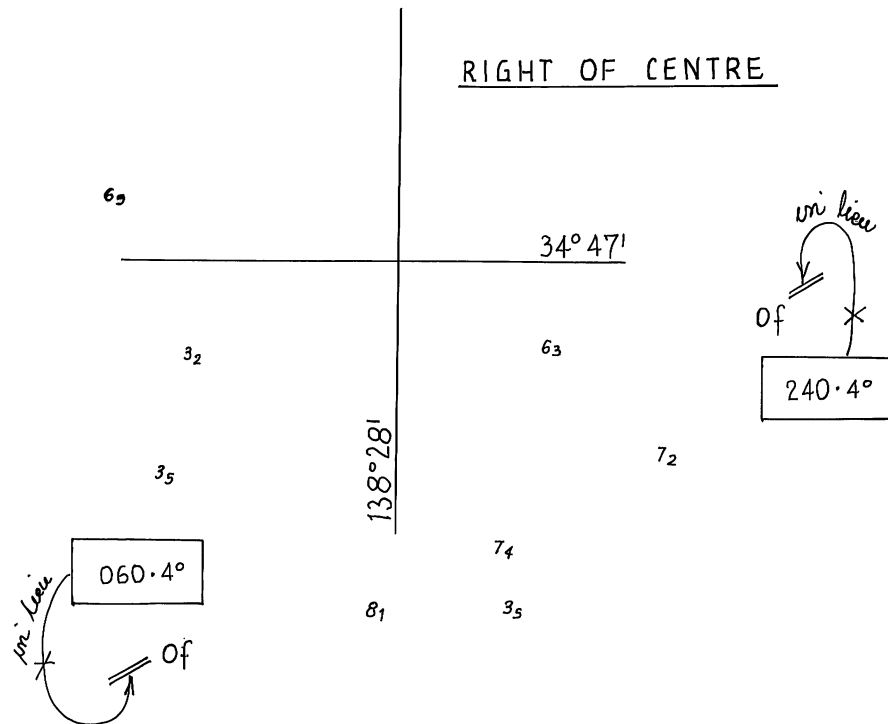 RIGHT OF CENTRE
6₉
34°47'
in lieu
Of
3₂
6₃
240·4°
138°28'
7₂
3₅
7₄
060·4°
in lieu
8₁
3₅
Of